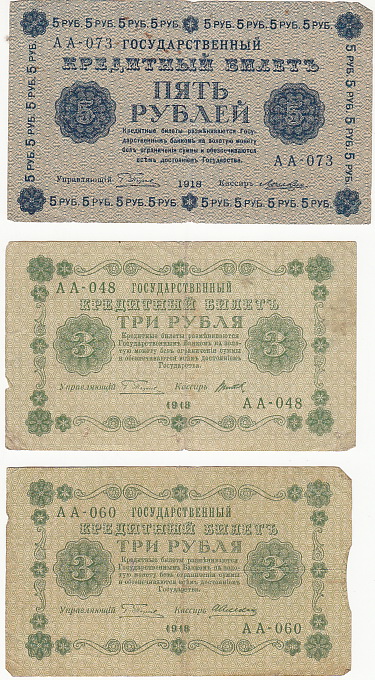 5 РУБ. 5 РУБ. 5 РУБ. 5 РУБ. 5 РУБ. 5 РУБ. 5 РУБ. 5 РУБ.
АА-073 ГОСУДАРСТВЕННЫЙ
КРЕДИТНЫЙ БИЛЕТЪ
5 ПЯТЬ 5
РУБЛЕЙ
Кредитные билеты размѣниваются Госу-
дарственнымъ банкомъ на золотую монету
безъ ограниченія суммы и обезпечиваются
всѣмъ достояніемъ Государства.
АА-073
Управляющій 1918 Кассиръ
5 РУБ. 5 РУБ. 5 РУБ. 5 РУБ. 5 РУБ. 5 РУБ. 5 РУБ. 5 РУБ.
АА-048 ГОСУДАРСТВЕННЫЙ
КРЕДИТНЫЙ БИЛЕТЪ
ТРИ РУБЛЯ
3 3
Кредитные билеты размѣниваются
Государственнымъ Банкомъ на золо-
тую монету безъ ограниченія суммы
и обезпечиваются всѣмъ достояніемъ
Государства.
Управляющій Кассиръ
1918 АА-048
АА-060 ГОСУДАРСТВЕННЫЙ
КРЕДИТНЫЙ БИЛЕТЪ
ТРИ РУБЛЯ
3 3
Кредитные билеты размѣниваются
Государственнымъ Банкомъ на золо-
тую монету безъ ограниченія суммы
и обезпечиваются всѣмъ достояніемъ
Государства.
Управляющій Кассиръ
1918 АА-060